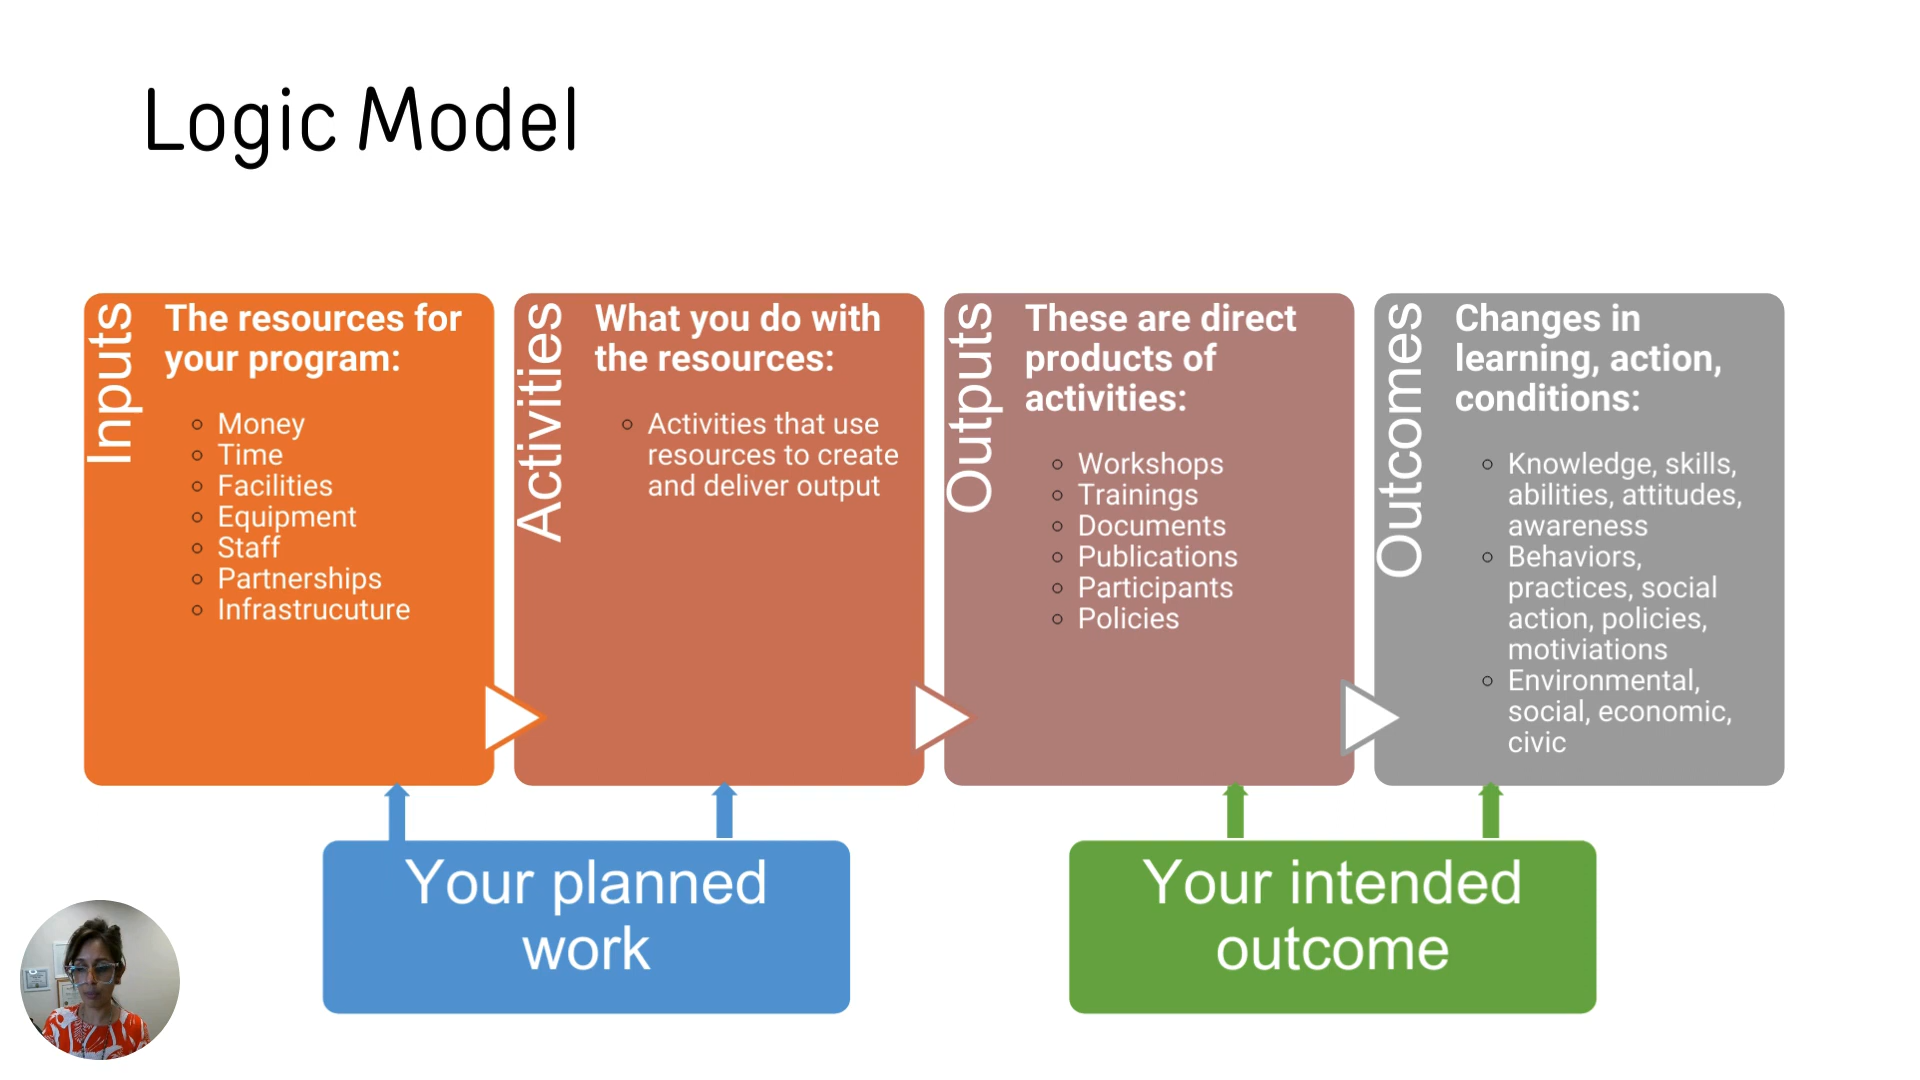 Logic Model
Inputs
The resources for
your program:
Money
Time
Facilities
Equipment
Staff
Partnerships
Infrastrucuture
Activities
What you do with
the resources:
Activities that use
resources to create
and deliver output
Outputs
These are direct
products of
activities:
Workshops
Trainings
Documents
Publications
Participants
Policies
Outcomes
Changes in
learning, action,
conditions:
Knowledge, skills,
abilities, attitudes,
awareness
Behaviors,
practices, social
action, policies,
motiviations
Environmental,
social, economic,
civic
Your planned
work
Your intended
outcome